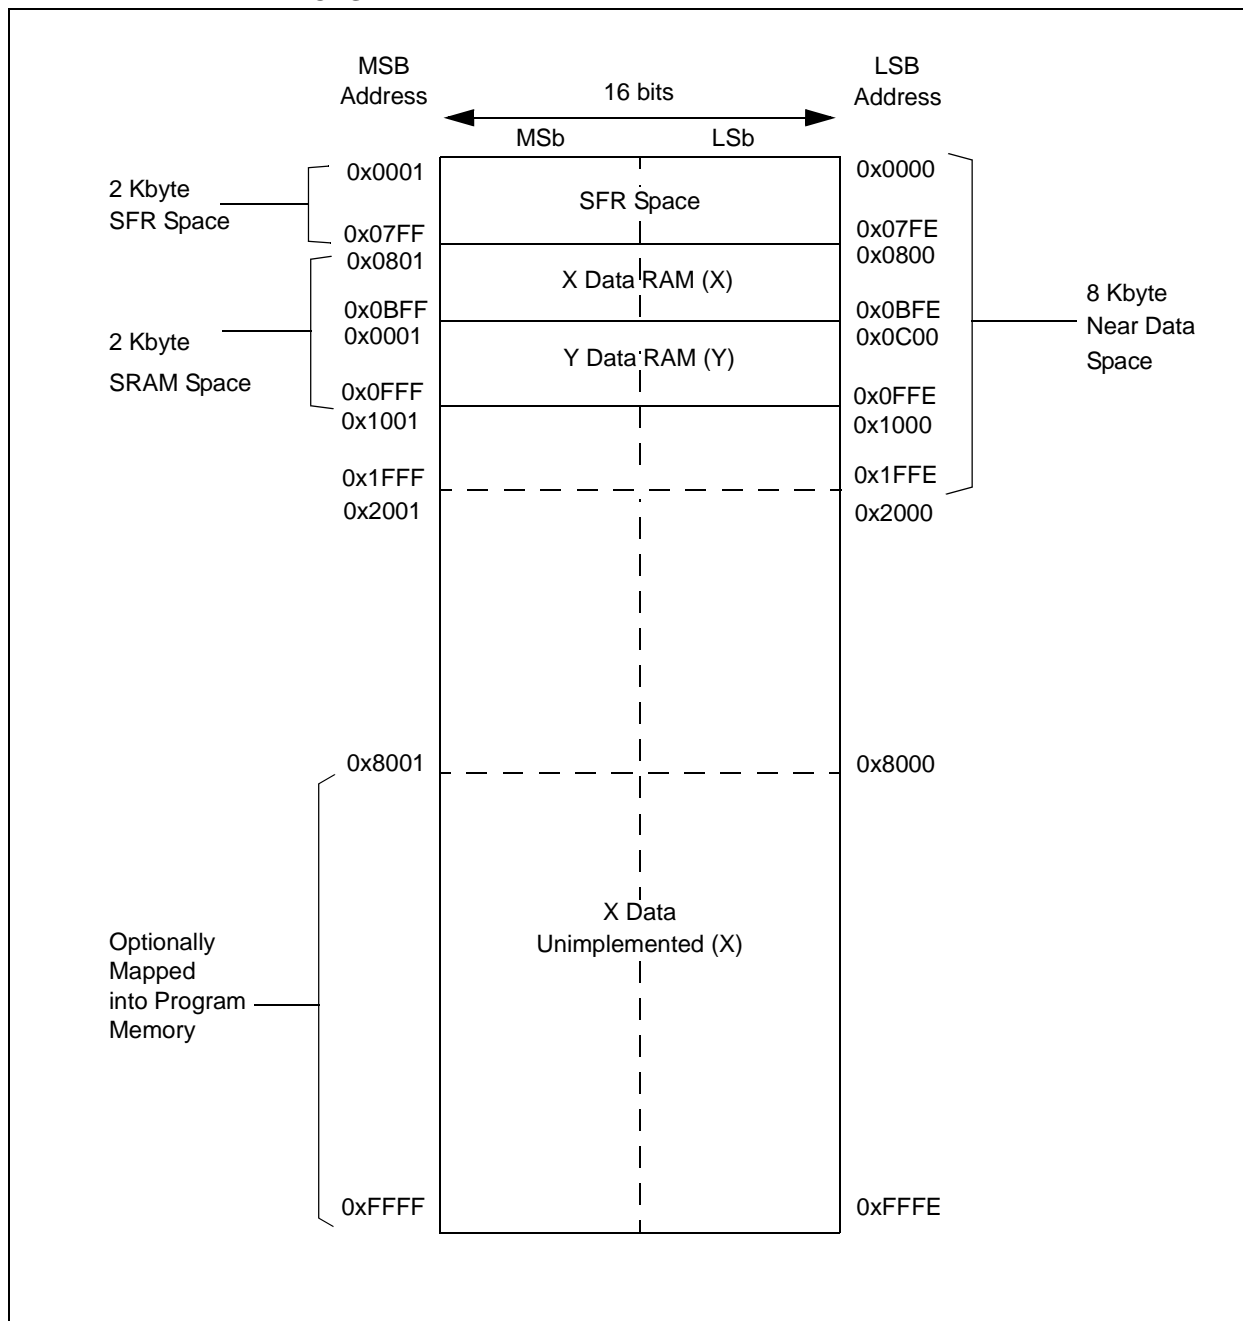 MSB
Address
16 bits
LSB
Address
MSb
LSb
2 Kbyte
SFR Space
0x0001
SFR Space
0x0000
0x07FF
0x07FE
0x0801
0x0800
X Data RAM (X)
2 Kbyte
SRAM Space
0x0BFF
0x0BFE
0x0001
0x0C00
Y Data RAM (Y)
8 Kbyte
Near Data
Space
0x0FFF
0x0FFE
0x1001
0x1000
0x1FFF
0x1FFE
0x2001
0x2000
0x8001
0x8000
X Data
Unimplemented (X)
Optionally
Mapped
into Program
Memory
0xFFFF
0xFFFE